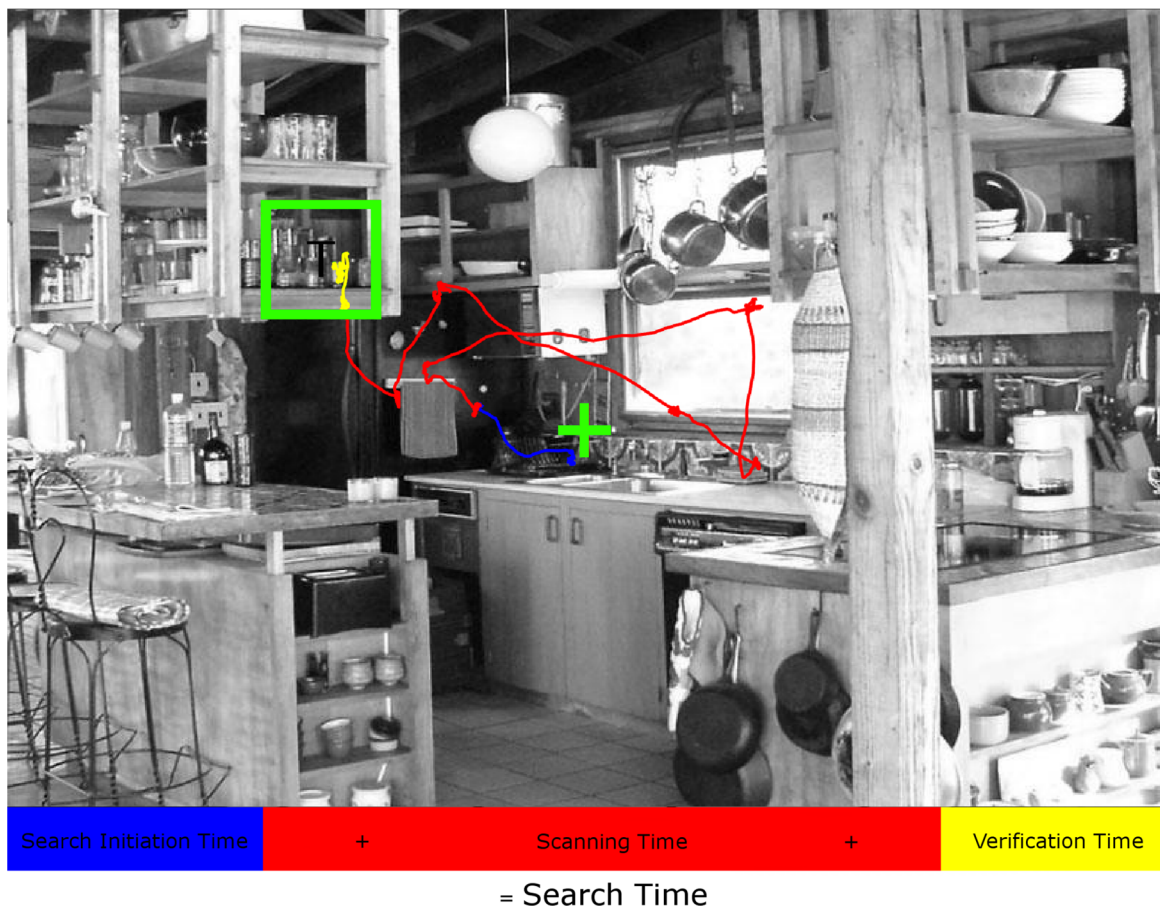 T
Search Initiation Time + Scanning Time + Verification Time
= Search Time